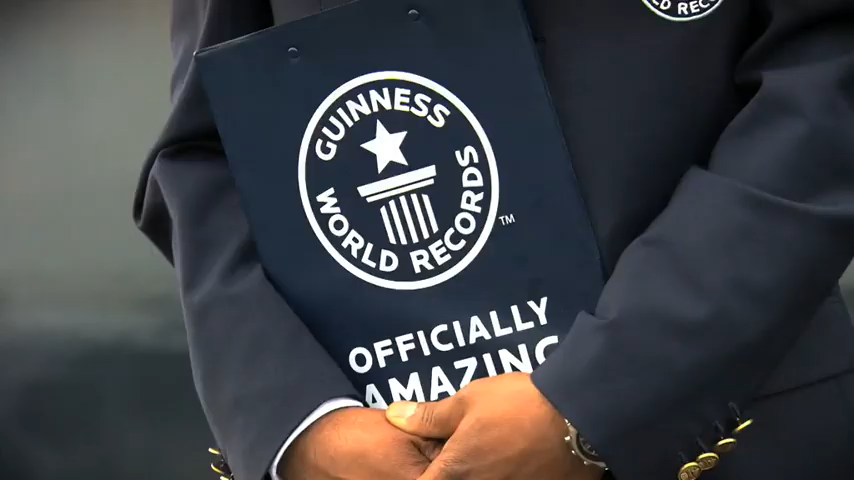 GUINNESS
WORLD RECORDS
TM
OFFICIALLY
AMAZING